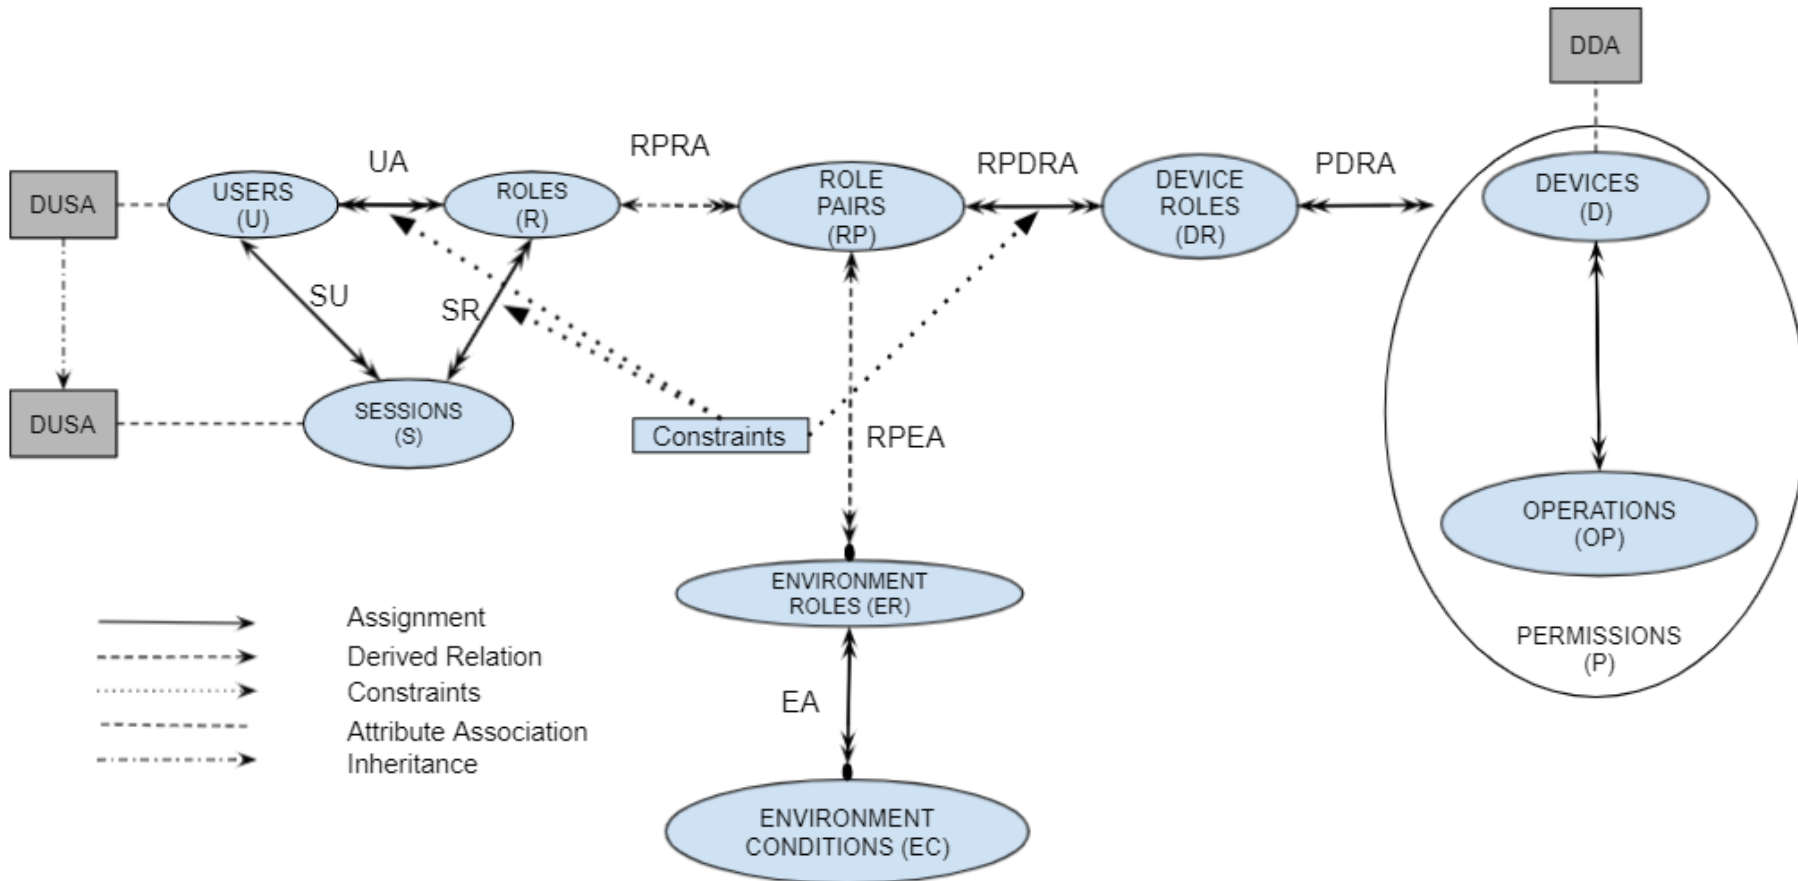 DDA
DUSA
USERS
(U)
UA
ROLES
(R)
RPRA
ROLE
PAIRS
(RP)
RPDRA
DEVICE
ROLES
(DR)
PDRA
DEVICES
(D)
SU
SR
DUSA
SESSIONS
(S)
Constraints
RPEA
OPERATIONS
(OP)
ENVIRONMENT
ROLES (ER)
PERMISSIONS
(P)
EA
ENVIRONMENT
CONDITIONS (EC)
Assignment
Derived Relation
Constraints
Attribute Association
Inheritance